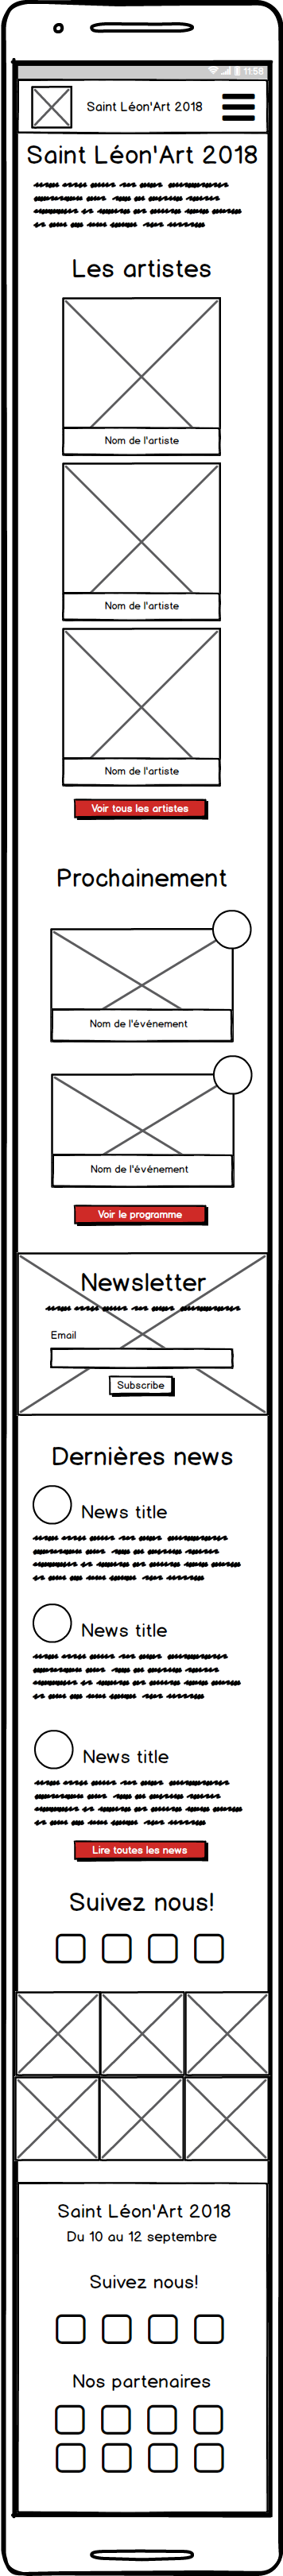 11:58
Saint Léon'Art 2018
Saint Léon'Art 2018
Les artistes
Nom de l'artiste
Nom de l'artiste
Nom de l'artiste
Voir tous les artistes
Prochainement
Nom de l'événement
Nom de l'événement
Voir le programme
Newsletter
Email
Subscribe
Dernières news
News title
News title
News title
Lire toutes les news
Suivez nous!
Saint Léon'Art 2018
Du 10 au 12 septembre
Suivez nous!
Nos partenaires